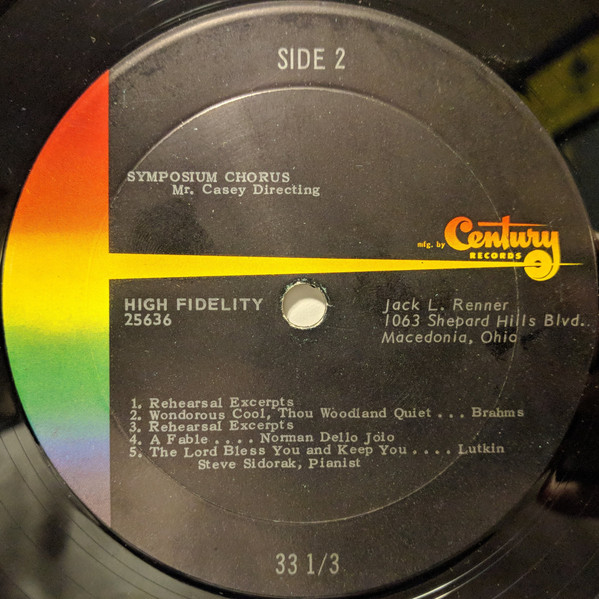 SIDE 2
SYMPOSIUM CHORUS
Mr. Casey Directing
mfg. by Century
RECORDS
HIGH FIDELITY
25636
Jack L. Renner
1063 Shepard Hills Blvd..
Macedonia, Ohio
1. Rehearsal Excerpts
2. Wondorous Cool, Thou Woodland Quiet . . . Brahms
3. Rehearsal Excerpts
4. A Fable . . . . Norman Dello Joio
5. The Lord Bless You and Keep You . . . . Lutkin
Steve Sidorak, Pianist
33 1/3